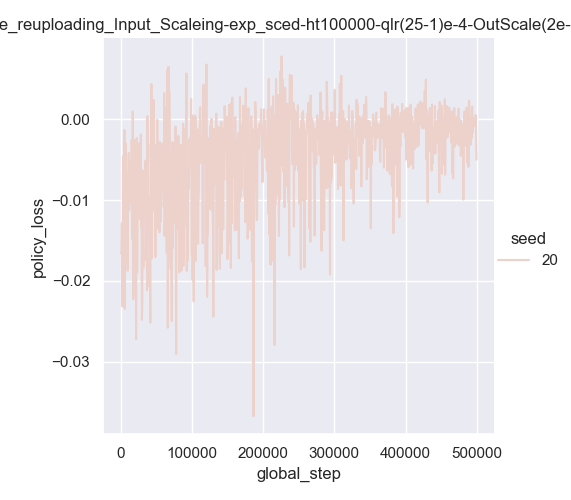 e_reuploading_Input_Scaleing-exp_sced-ht100000-qlr(25-1)e-4-OutScale(2e-
0.00
−0.01
−0.02
−0.03
policy_loss
0
100000
200000
300000
400000
500000
global_step
seed
20